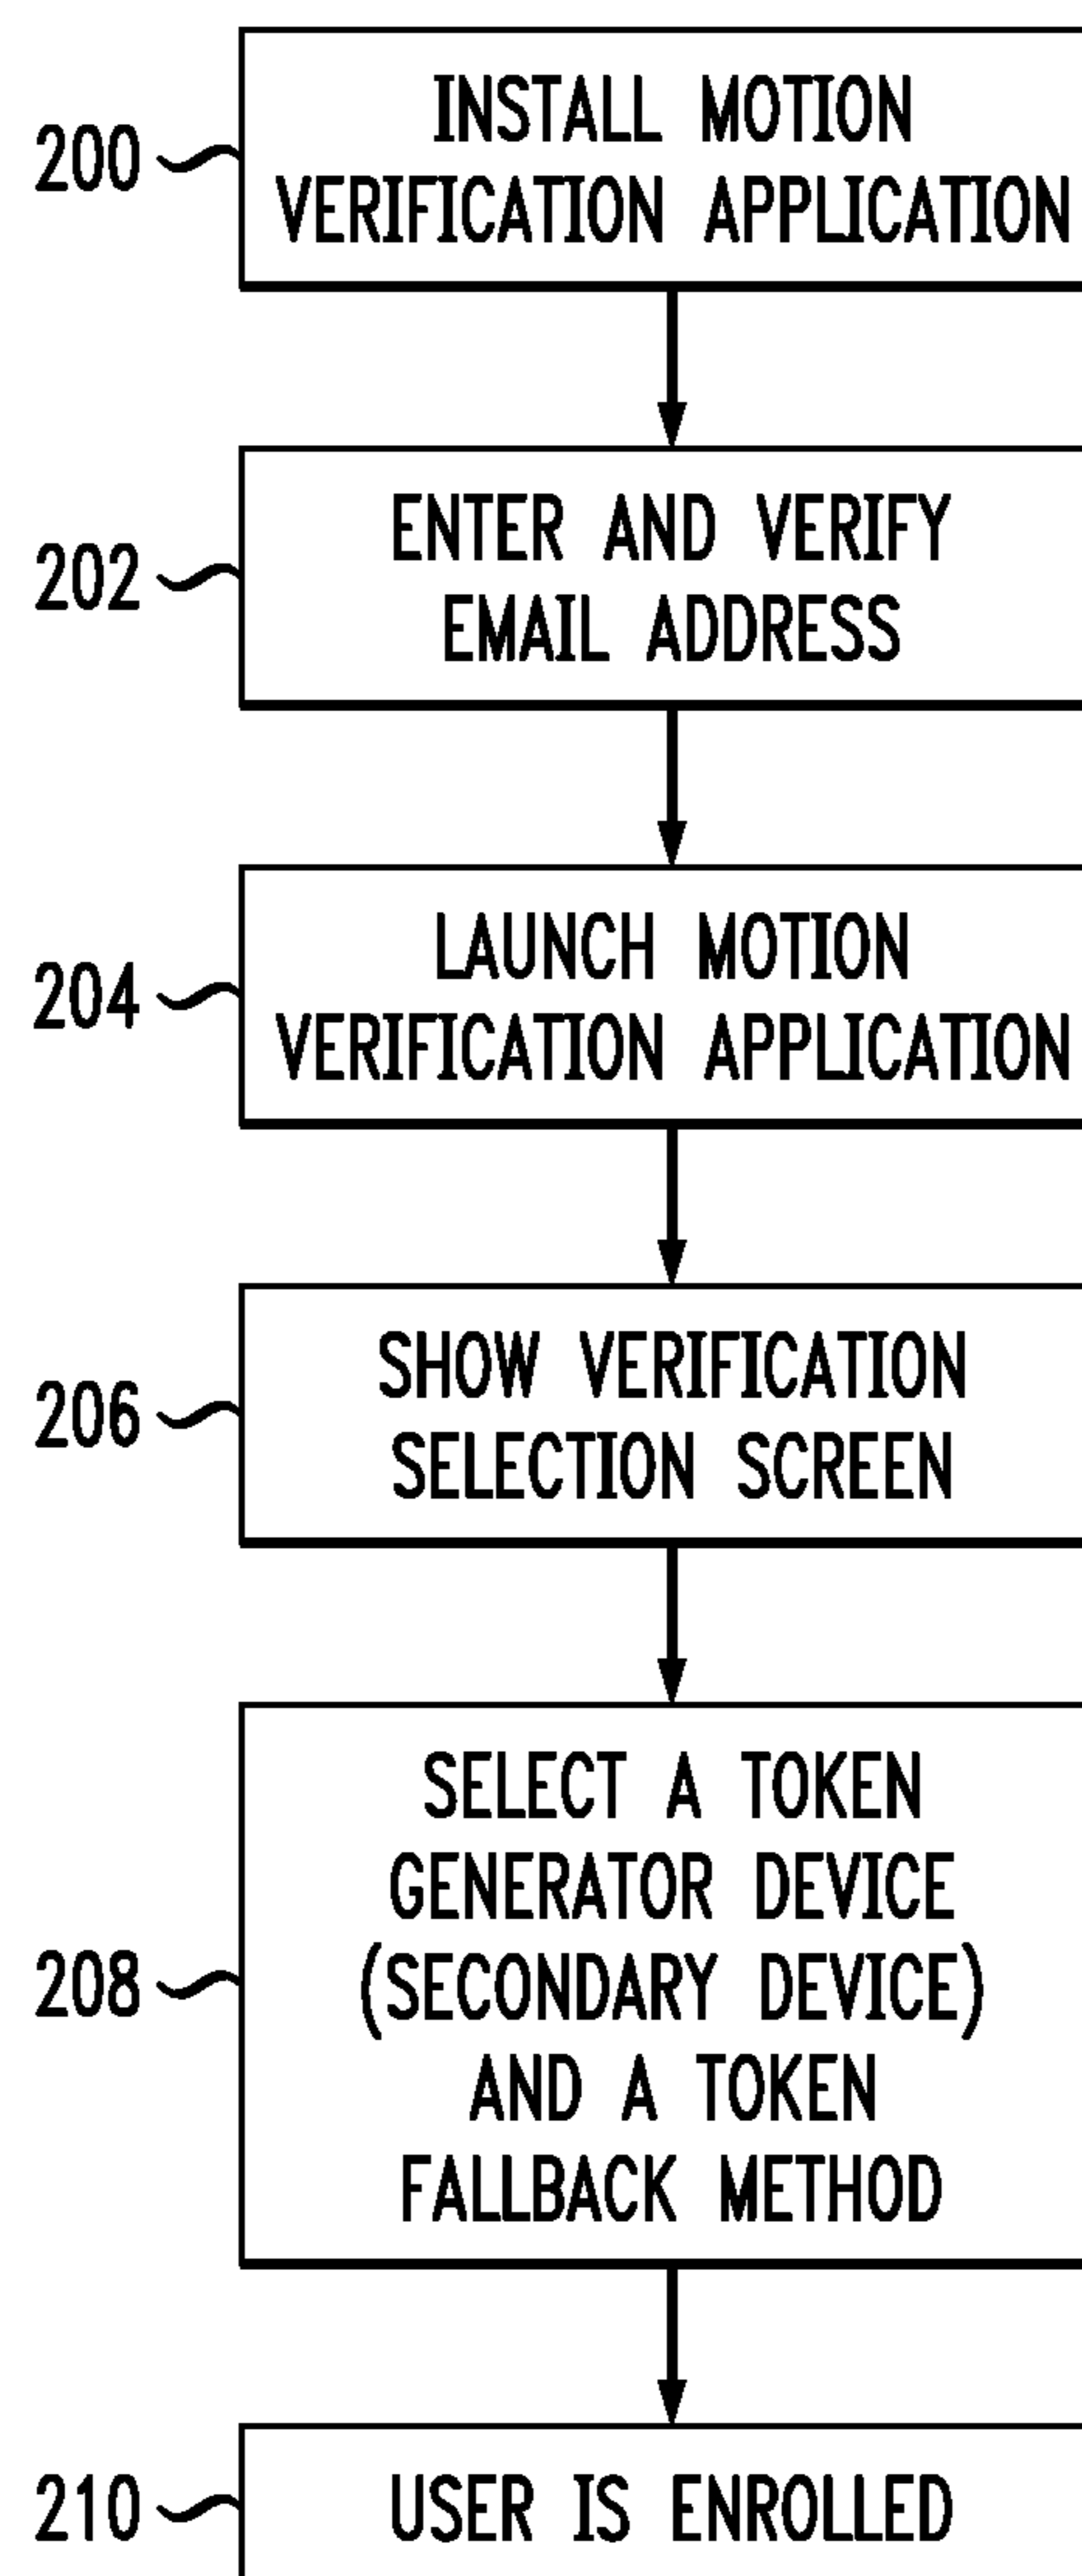 200
INSTALL MOTION
VERIFICATION APPLICATION
202
ENTER AND VERIFY
EMAIL ADDRESS
204
LAUNCH MOTION
VERIFICATION APPLICATION
206
SHOW VERIFICATION
SELECTION SCREEN
208
SELECT A TOKEN
GENERATOR DEVICE
(SECONDARY DEVICE)
AND A TOKEN
FALLBACK METHOD
210
USER IS ENROLLED